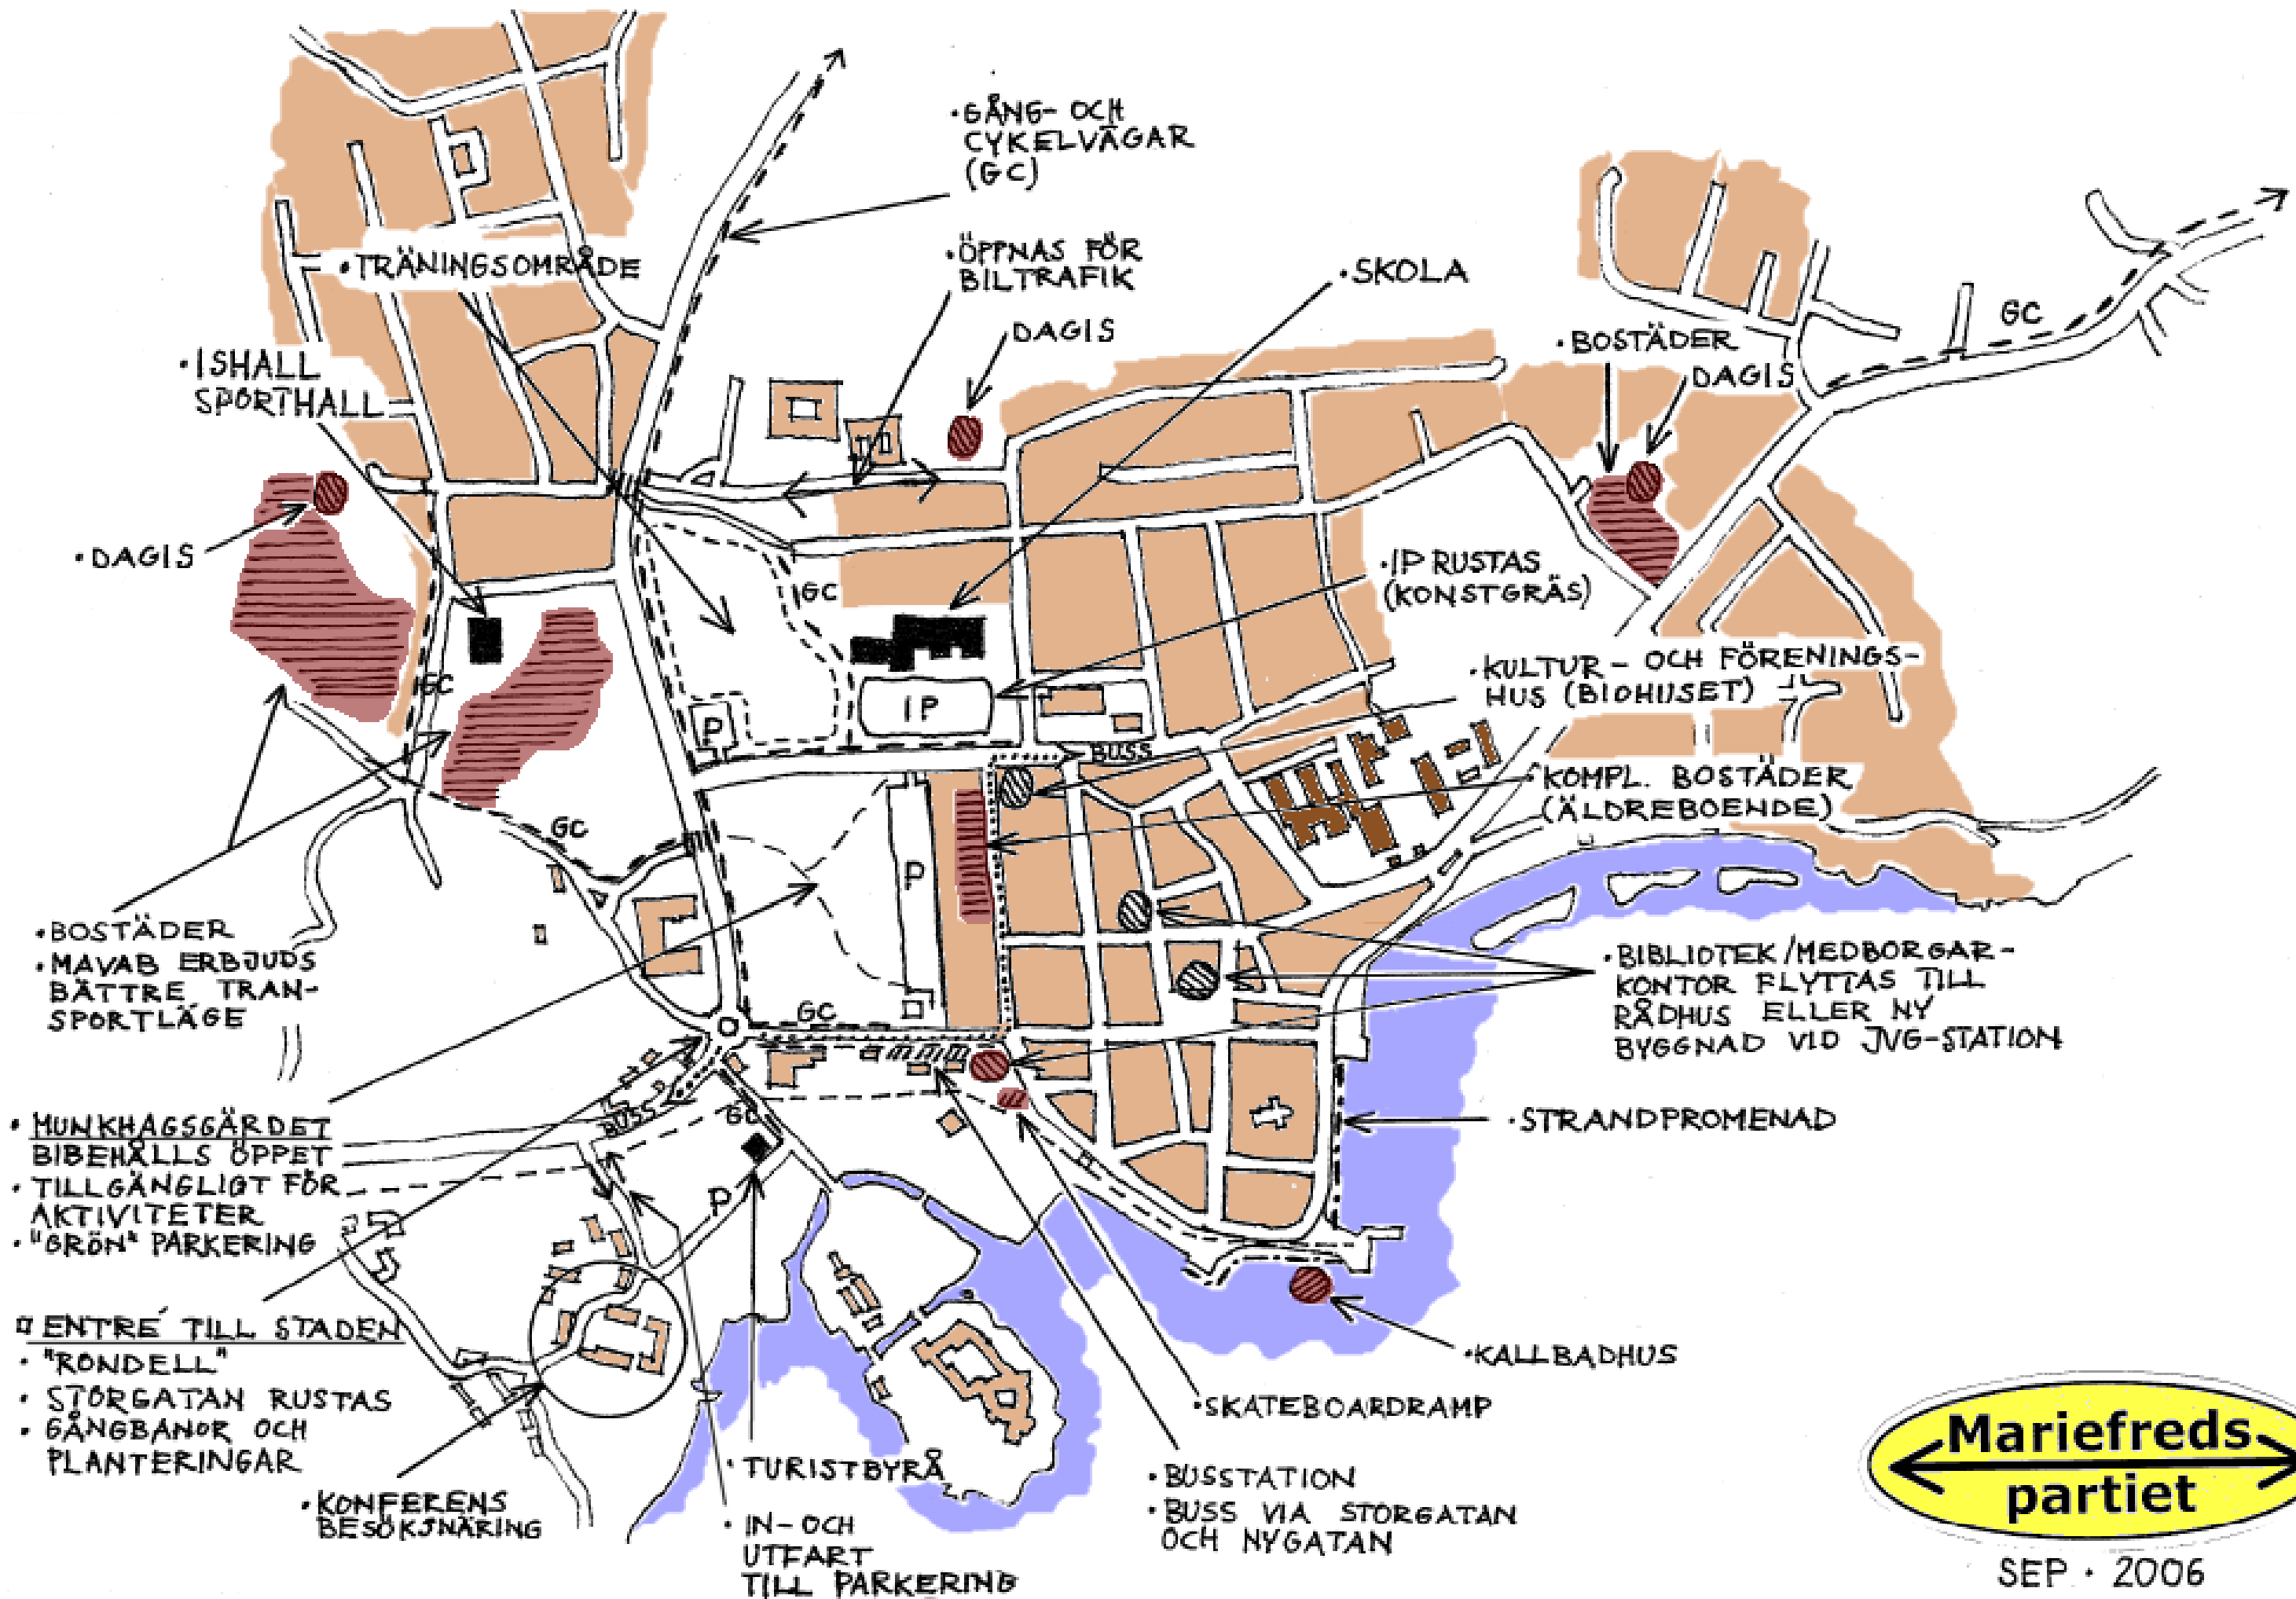 ·GÅNG- OCH
CYKELVÄGAR
(GC)
·TRÄNINGSOMRÅDE
·ÖPPNAS FÖR
BILTRAFIK
·SKOLA
DAGIS
·BOSTÄDER
DAGIS
GC
·ISHALL
SPORTHALL
·DAGIS
GC
·IP RUSTAS
(KONSTGRÄS)
·KULTUR- OCH FÖRENINGS-
HUS (BIOHUSET)
GC
IP
P
BUSS
·KOMPL. BOSTÄDER
(ÄLDREBOENDE)
GC
P
·BOSTÄDER
·MAVAB ERBJUDS
BÄTTRE TRAN-
SPORTLÄGE
·BIBLIOTEK/MEDBORGAR-
KONTOR FLYTTAS TILL
RÅDHUS ELLER NY
BYGGNAD VID JVG-STATION
GC
·MUNKHAGSGÄRDET
BIBEHÅLLS ÖPPET
·TILLGÄNGLIGT FÖR
AKTIVITETER
·"GRÖN" PARKERING
BUSS
GC
P
·STRANDPROMENAD
ENTRÉ TILL STADEN
·"RONDELL"
·STORGATAN RUSTAS
·GÅNGBANOR OCH
PLANTERINGAR
·KONFERENS
BESÖKSNÄRING
·TURISTBYRÅ
·IN- OCH
UTFART
TILL PARKERING
·KALLBADHUS
·SKATEBOARDRAMP
·BUSSTATION
·BUSS VIA STORGATAN
OCH NYGATAN
Mariefreds
partiet
SEP · 2006